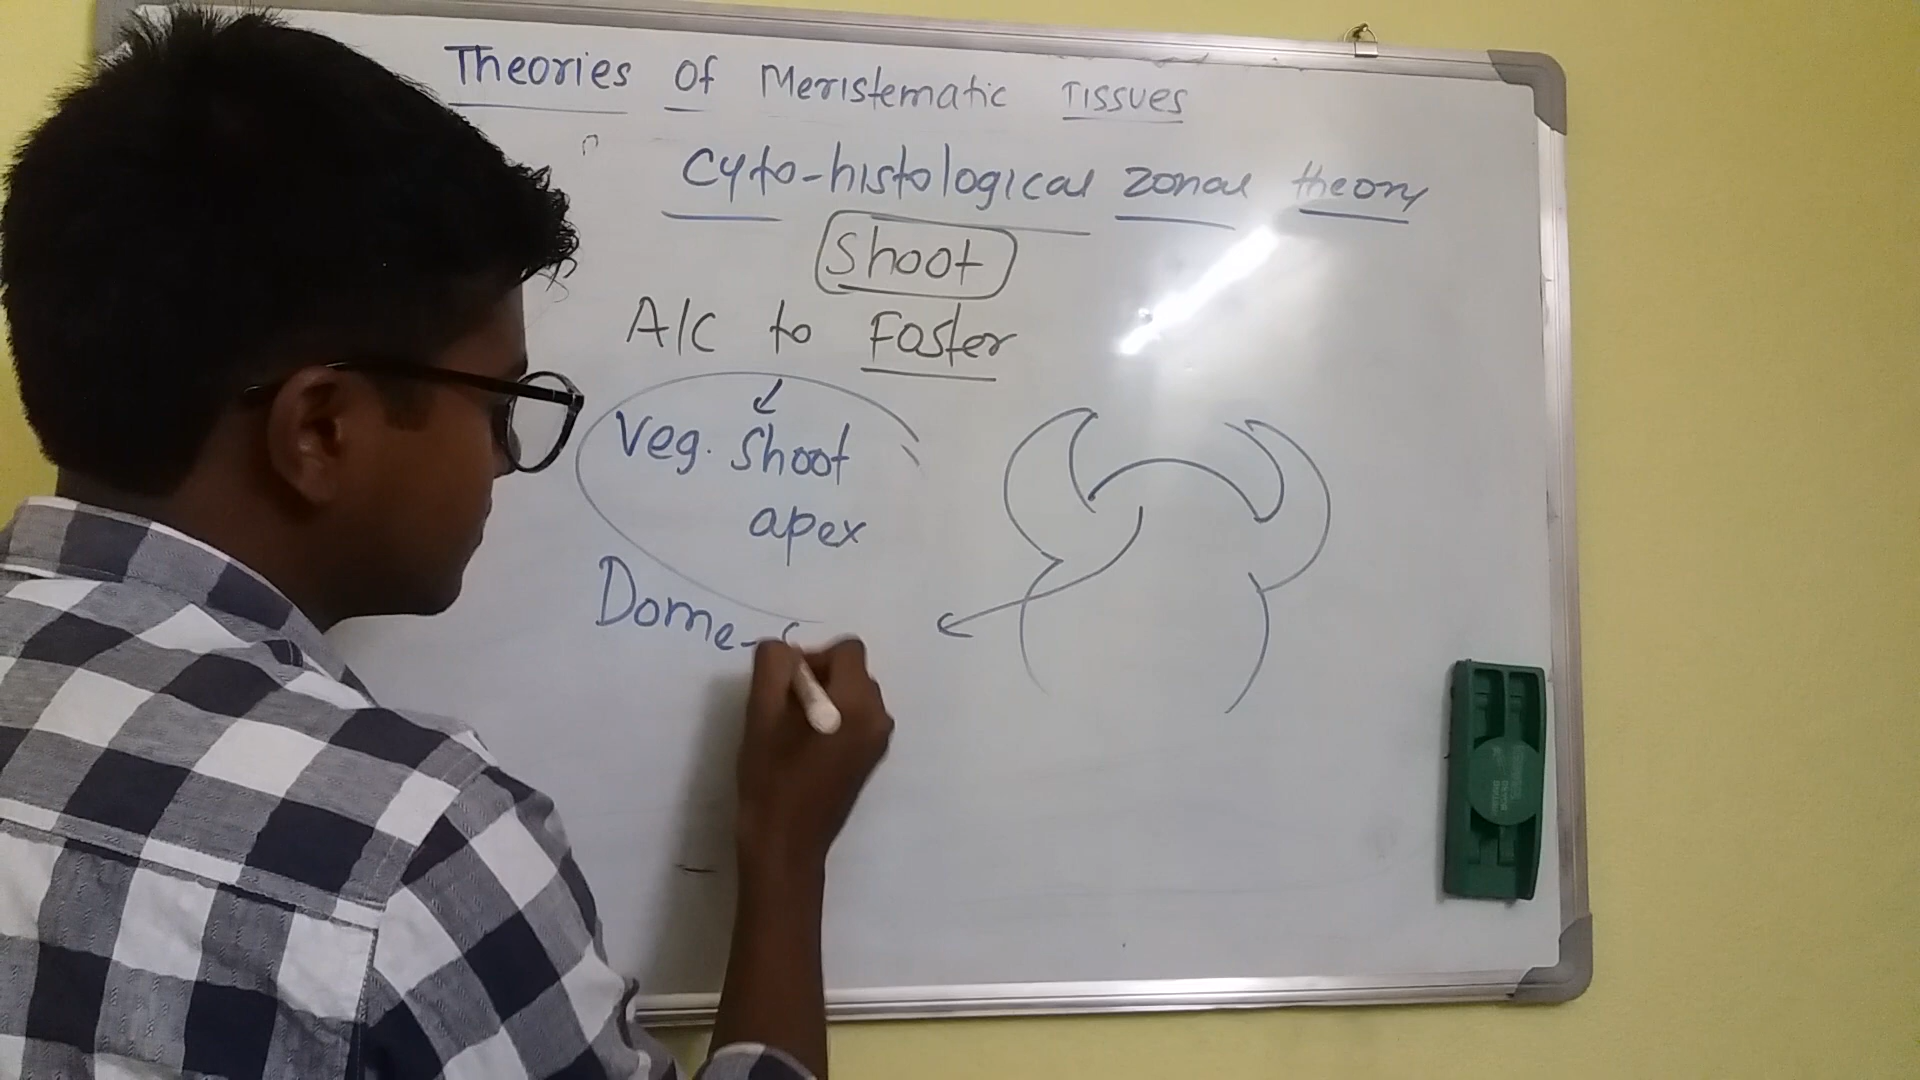 Theories of Meristematic Tissues
Cyto-histological zonal theory
Shoot
A/C to Foster
Veg. Shoot
apex
Dome-